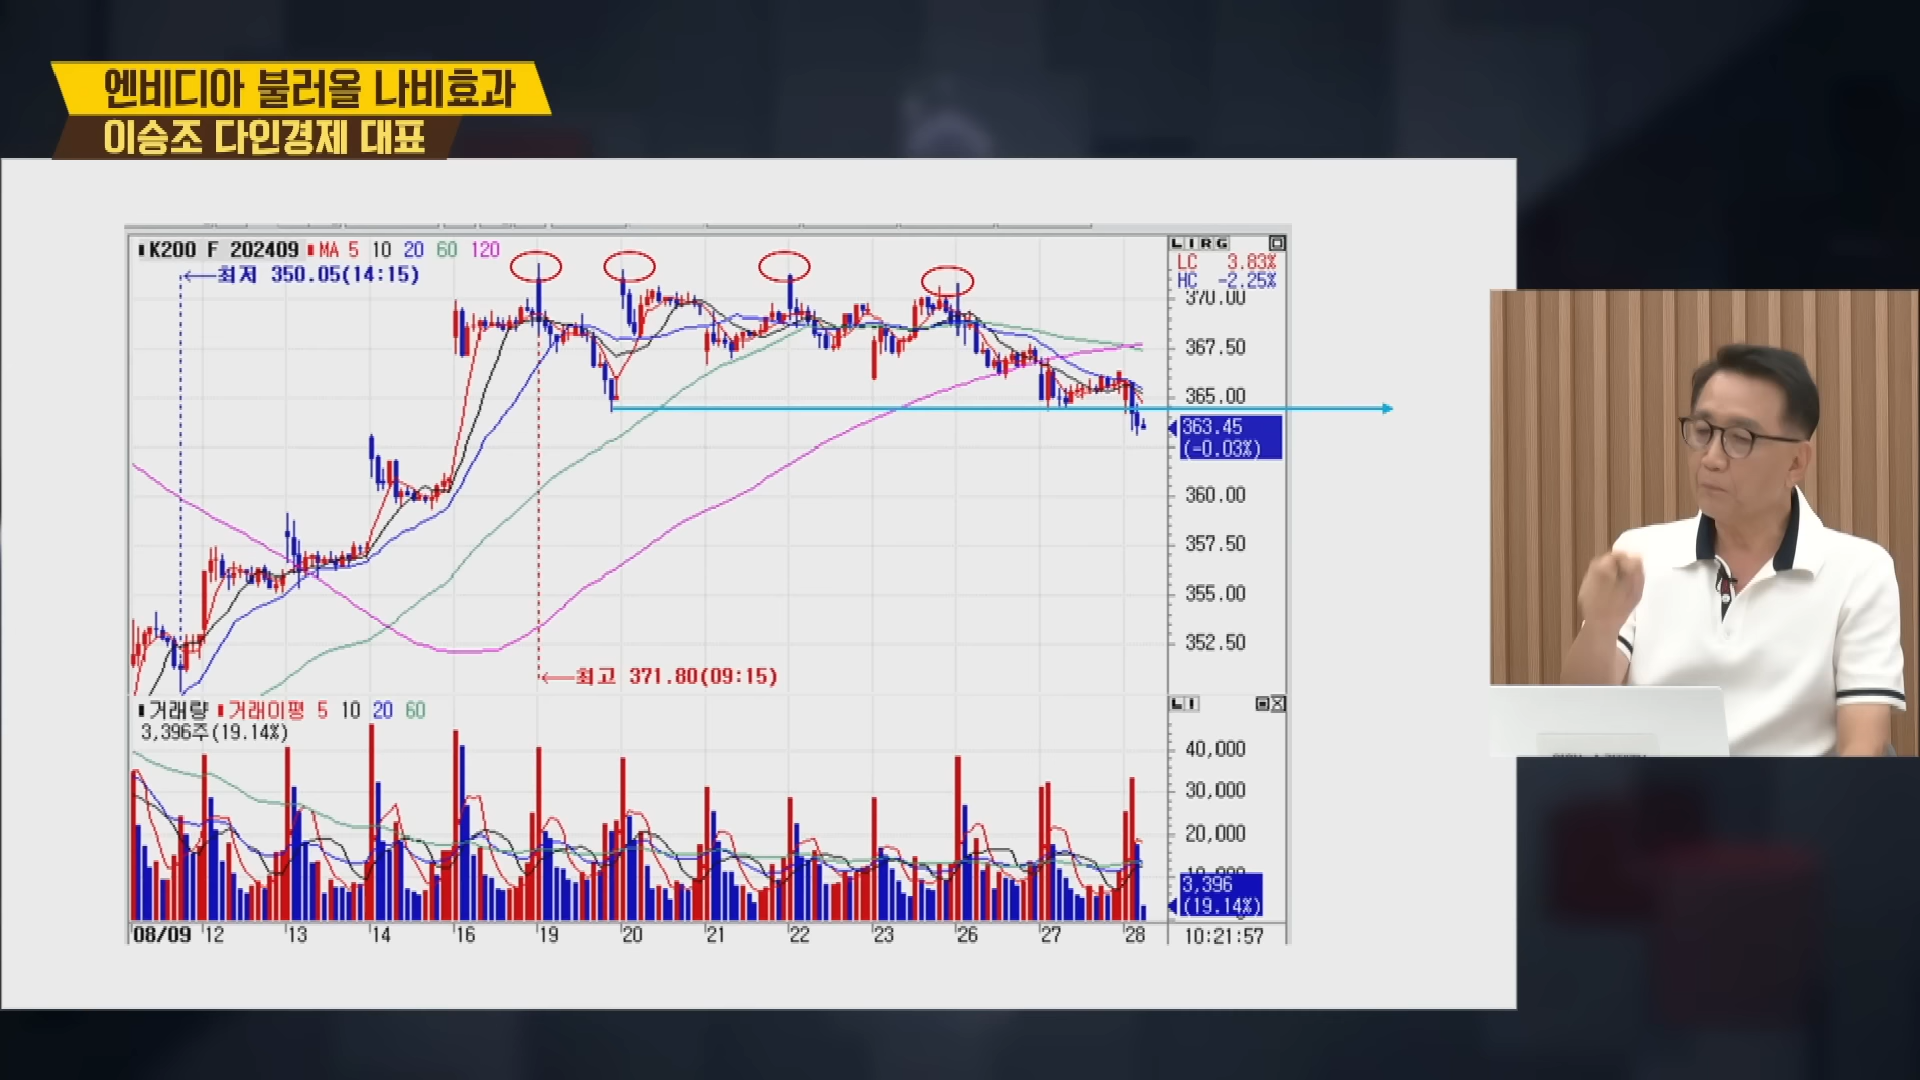 엔비디아 불러올 나비효과
이승조 다인경제 대표
K200 F 202409 MA 5 10 20 60 120
←최저 350.05(14:15)
L I R G
LC 3.83%
HC -2.25%
370.00
367.50
365.00
363.45
(-0.03%)
360.00
357.50
355.00
352.50
←최고 371.80(09:15)
거래량 거래이평 5 10 20 60
3,396주(19.14%)
L I
40,000
30,000
20,000
10,000
3,396
(19.14%)
08/09 12 13 14 16 19 20 21 22 23 26 27 28 10:21:57